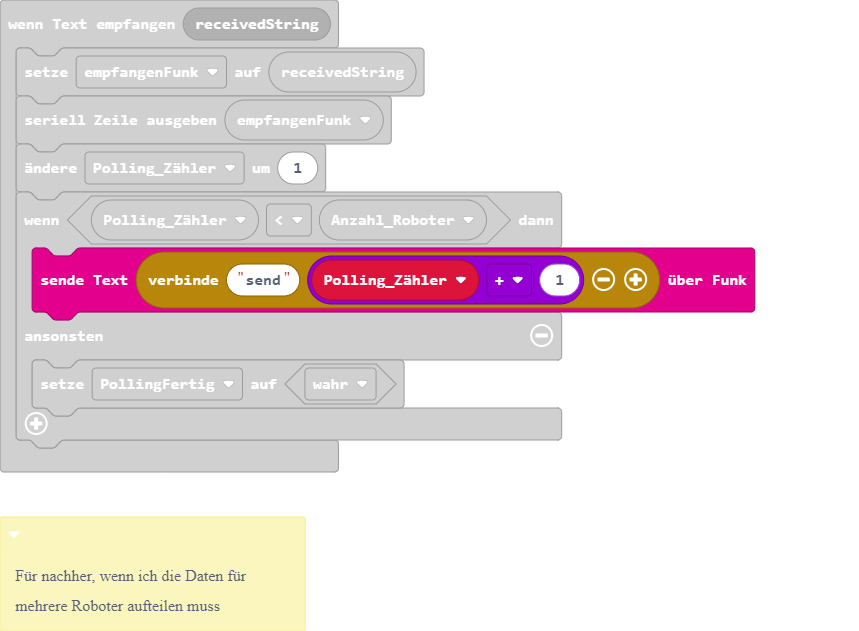 wenn Text empfangen receivedString
setze empfangenFunk auf receivedString
seriell Zeile ausgeben empfangenFunk
ändere Polling_Zähler um 1
wenn Polling_Zähler < Anzahl_Roboter dann
sende Text verbinde "send" Polling_Zähler + 1 über Funk
ansonsten
setze PollingFertig auf wahr
Für nachher, wenn ich die Daten für
mehrere Roboter aufteilen muss